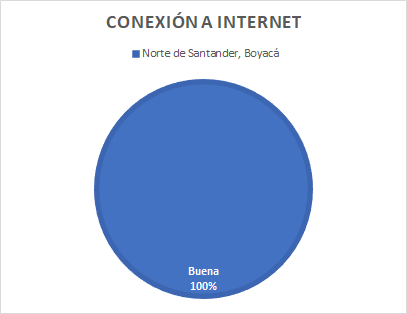 CONEXIÓN A INTERNET
Norte de Santander, Boyacá
Buena
100%